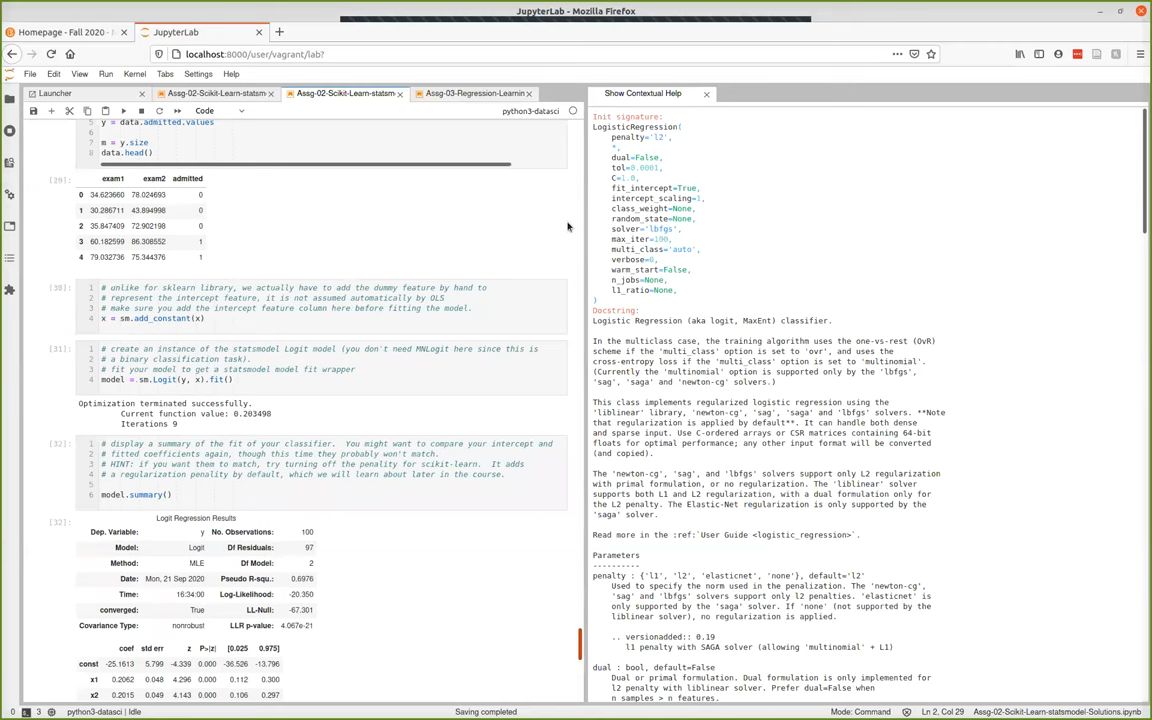 JupyterLab - Mozilla Firefox
Homepage - Fall 2020 -
JupyterLab
localhost:8000/user/vagrant/lab?
File Edit View Run Kernel Tabs Settings Help
Launcher
Assg-02-Scikit-Learn-statsm
Assg-02-Scikit-Learn-statsm
Assg-03-Regression-Learnin
Show Contextual Help
Code
python3-datasci
5 y = data.admitted.values
6
7 m = y.size
8 data.head()
[29]:
exam1 exam2 admitted
0 34.623660 78.024693 0
1 30.286711 43.894998 0
2 35.847409 72.902198 0
3 60.182599 86.308552 1
4 79.032736 75.344376 1
[30]:
1 # unlike for sklearn library, we actually have to add the dummy feature by hand to
2 # represent the intercept feature, it is not assumed automatically by OLS
3 # make sure you add the intercept feature column here before fitting the model.
4 x = sm.add_constant(x)
[31]:
1 # create an instance of the statsmodel Logit model (you don't need MNLogit here since this is
2 # a binary classification task).
3 # fit your model to get a statsmodel model fit wrapper
4 model = sm.Logit(y, x).fit()
Optimization terminated successfully.
Current function value: 0.203498
Iterations 9
[32]:
1 # display a summary of the fit of your classifier. You might want to compare your intercept and
2 # fitted coefficients again, though this time they probably won't match.
3 # HINT: if you want them to match, try turning off the penality for scikit-learn. It adds
4 # a regularization penality by default, which we will learn about later in the course.
5
6 model.summary()
[32]:
Logit Regression Results
Dep. Variable: y No. Observations: 100
Model: Logit Df Residuals: 97
Method: MLE Df Model: 2
Date: Mon, 21 Sep 2020 Pseudo R-squ.: 0.6976
Time: 16:34:00 Log-Likelihood: -20.350
converged: True LL-Null: -67.301
Covariance Type: nonrobust LLR p-value: 4.067e-21
coef std err z P>|z| [0.025 0.975]
const -25.1613 5.799 -4.339 0.000 -36.526 -13.796
x1 0.2062 0.048 4.296 0.000 0.112 0.300
x2 0.2015 0.049 4.143 0.000 0.106 0.297
Init signature:
LogisticRegression(
penalty='l2',
*,
dual=False,
tol=0.0001,
C=1.0,
fit_intercept=True,
intercept_scaling=1,
class_weight=None,
random_state=None,
solver='lbfgs',
max_iter=100,
multi_class='auto',
verbose=0,
warm_start=False,
n_jobs=None,
l1_ratio=None,
)
Docstring:
Logistic Regression (aka logit, MaxEnt) classifier.
In the multiclass case, the training algorithm uses the one-vs-rest (OvR)
scheme if the 'multi_class' option is set to 'ovr', and uses the
cross-entropy loss if the 'multi_class' option is set to 'multinomial'.
(Currently the 'multinomial' option is supported only by the 'lbfgs',
'sag', 'saga' and 'newton-cg' solvers.)
This class implements regularized logistic regression using the
'liblinear' library, 'newton-cg', 'sag', 'saga' and 'lbfgs' solvers. **Note
that regularization is applied by default**. It can handle both dense
and sparse input. Use C-ordered arrays or CSR matrices containing 64-bit
floats for optimal performance; any other input format will be converted
(and copied).
The 'newton-cg', 'sag', and 'lbfgs' solvers support only L2 regularization
with primal formulation, or no regularization. The 'liblinear' solver
supports both L1 and L2 regularization, with a dual formulation only for
the L2 penalty. The Elastic-Net regularization is only supported by the
'saga' solver.
Read more in the :ref:`User Guide <logistic_regression>`.
Parameters
----------
penalty : {'l1', 'l2', 'elasticnet', 'none'}, default='l2'
Used to specify the norm used in the penalization. The 'newton-cg',
'sag' and 'lbfgs' solvers support only l2 penalties. 'elasticnet' is
only supported by the 'saga' solver. If 'none' (not supported by the
liblinear solver), no regularization is applied.
.. versionadded:: 0.19
l1 penalty with SAGA solver (allowing 'multinomial' + L1)
dual : bool, default=False
Dual or primal formulation. Dual formulation is only implemented for
l2 penalty with liblinear solver. Prefer dual=False when
n_samples > n_features.
0 3 python3-datasci | Idle
Saving completed
Mode: Command
Ln 2, Col 29
Assg-02-Scikit-Learn-statsmodel-Solutions.ipynb